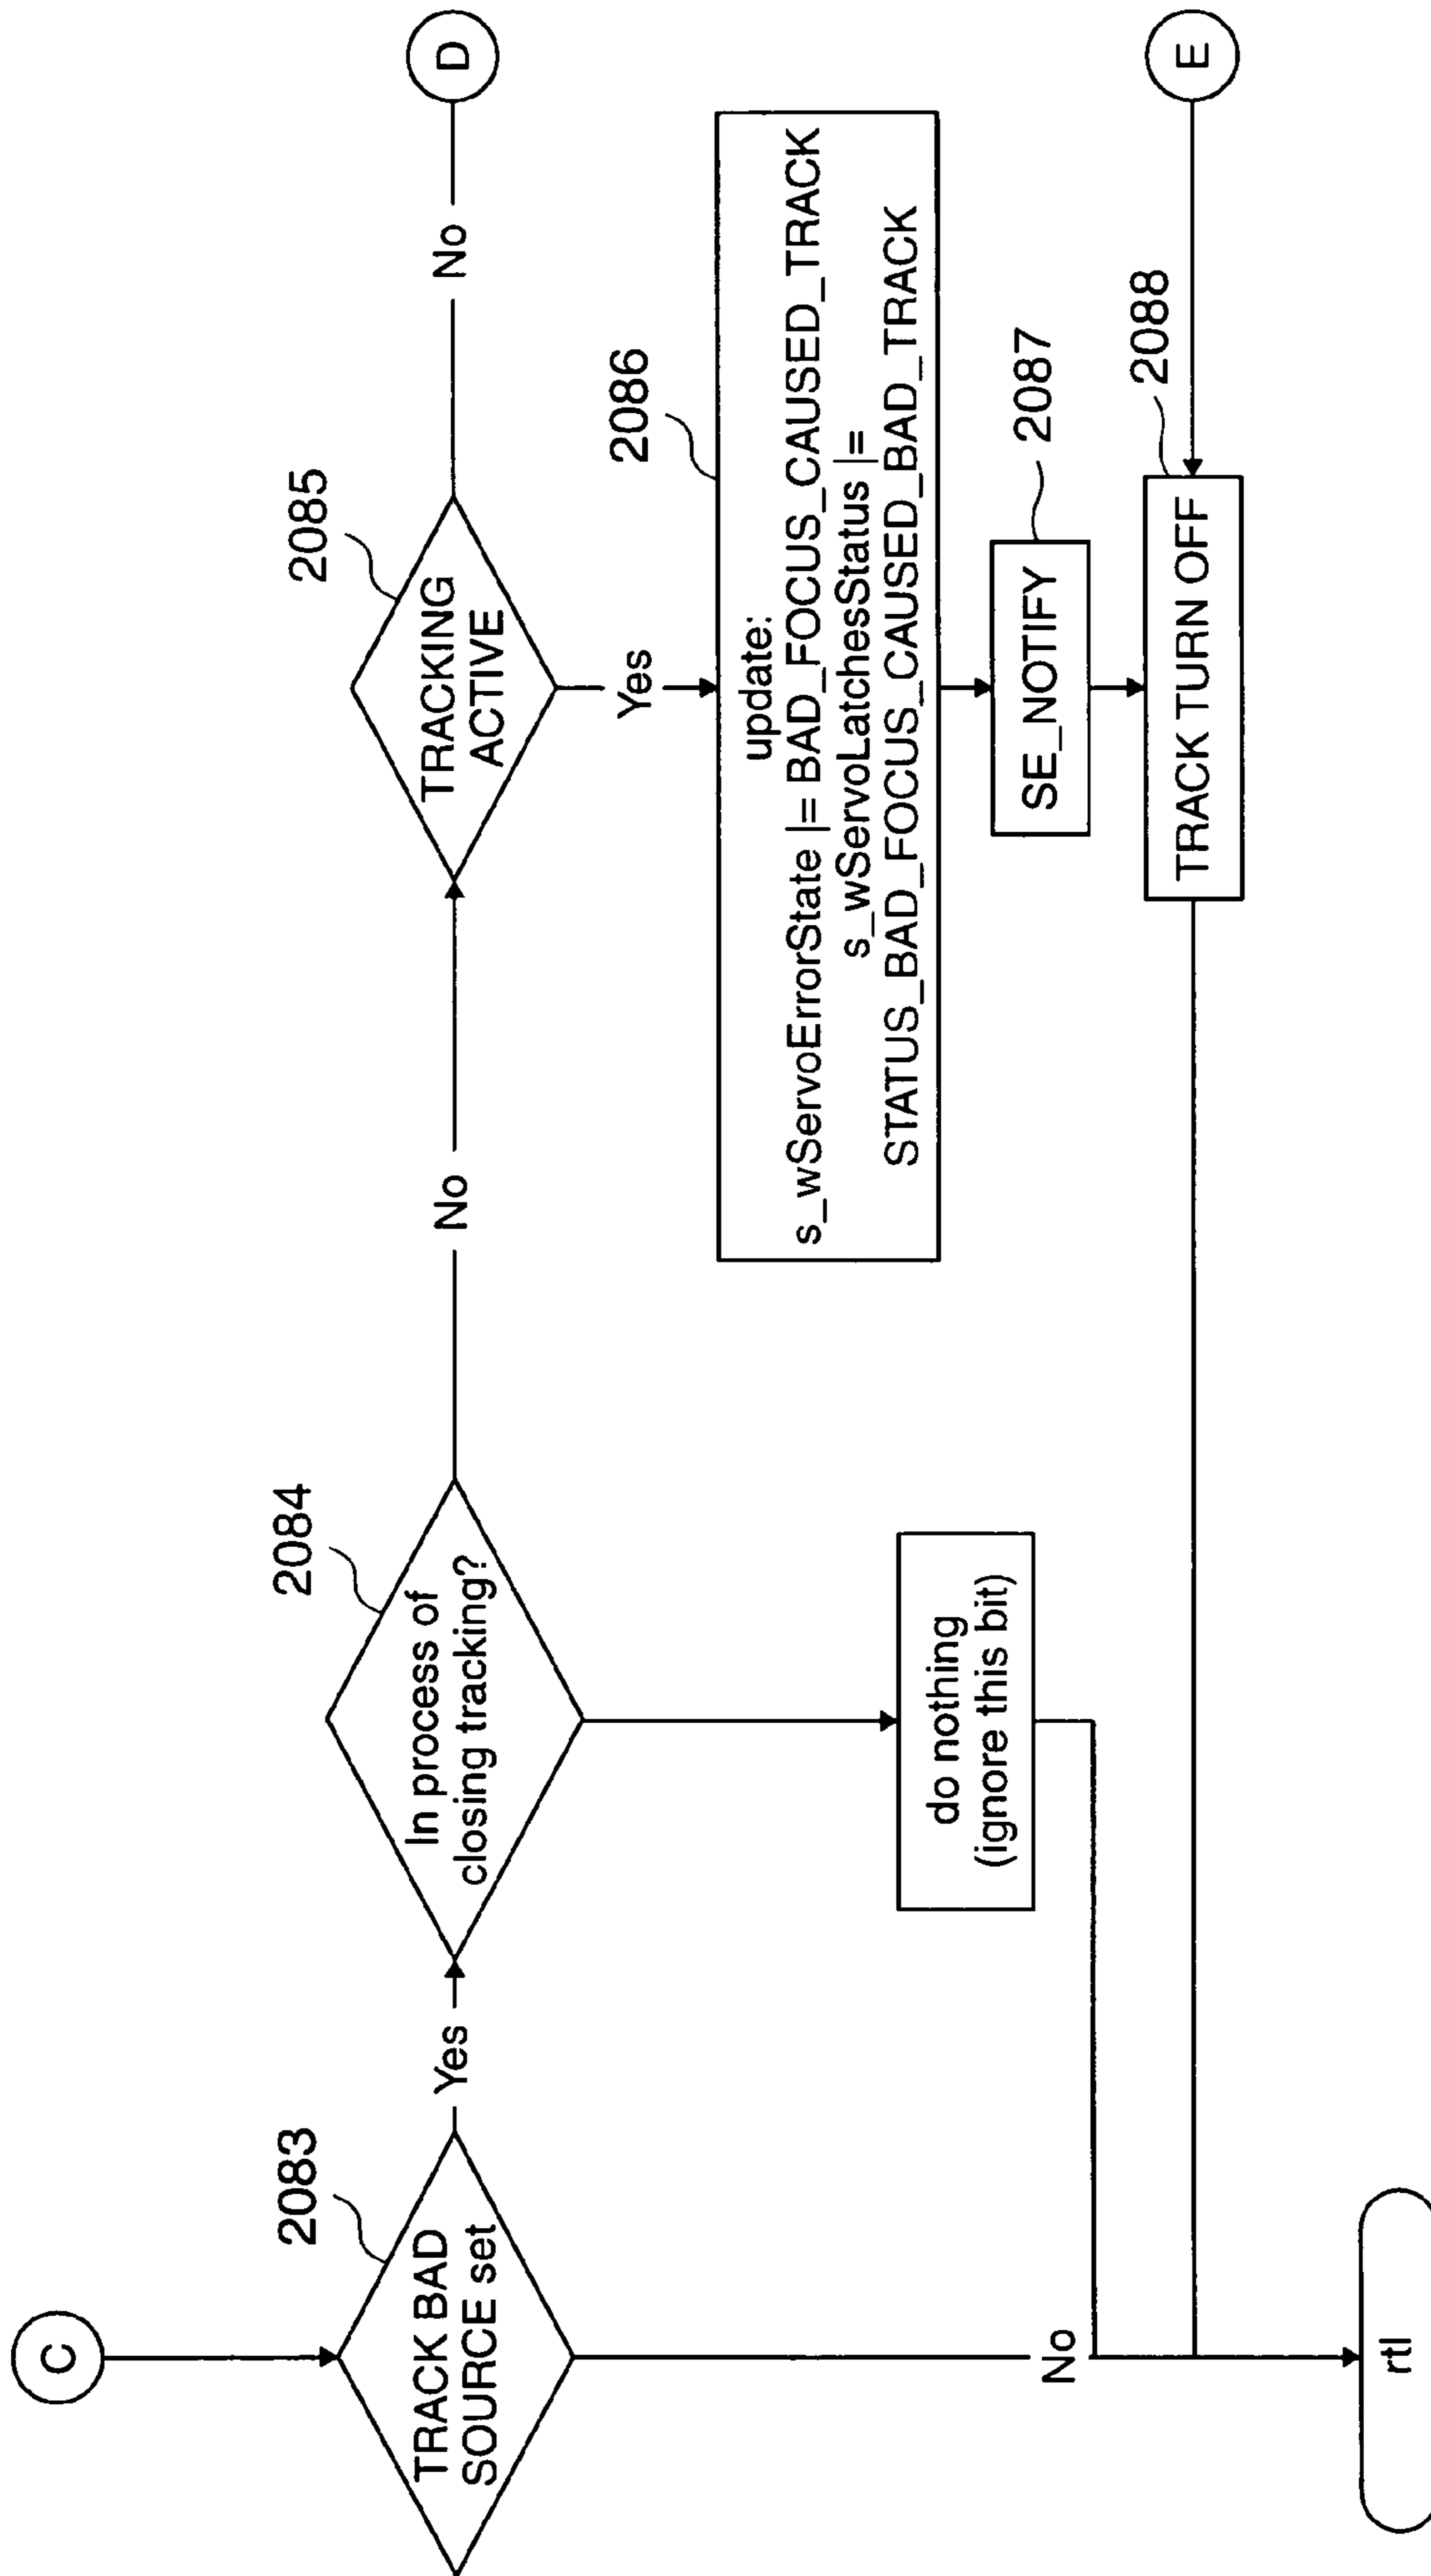 C
2083
TRACK BAD
SOURCE set
Yes
No
2084
In process of
closing tracking?
No
do nothing
(ignore this bit)
2085
TRACKING
ACTIVE
No
D
Yes
2086
update:
s_wServoErrorState |= BAD_FOCUS_CAUSED_TRACK
s_wServoLatchesStatus |=
STATUS_BAD_FOCUS_CAUSED_BAD_TRACK
SE_NOTIFY
2087
TRACK TURN OFF
2088
E
rtl